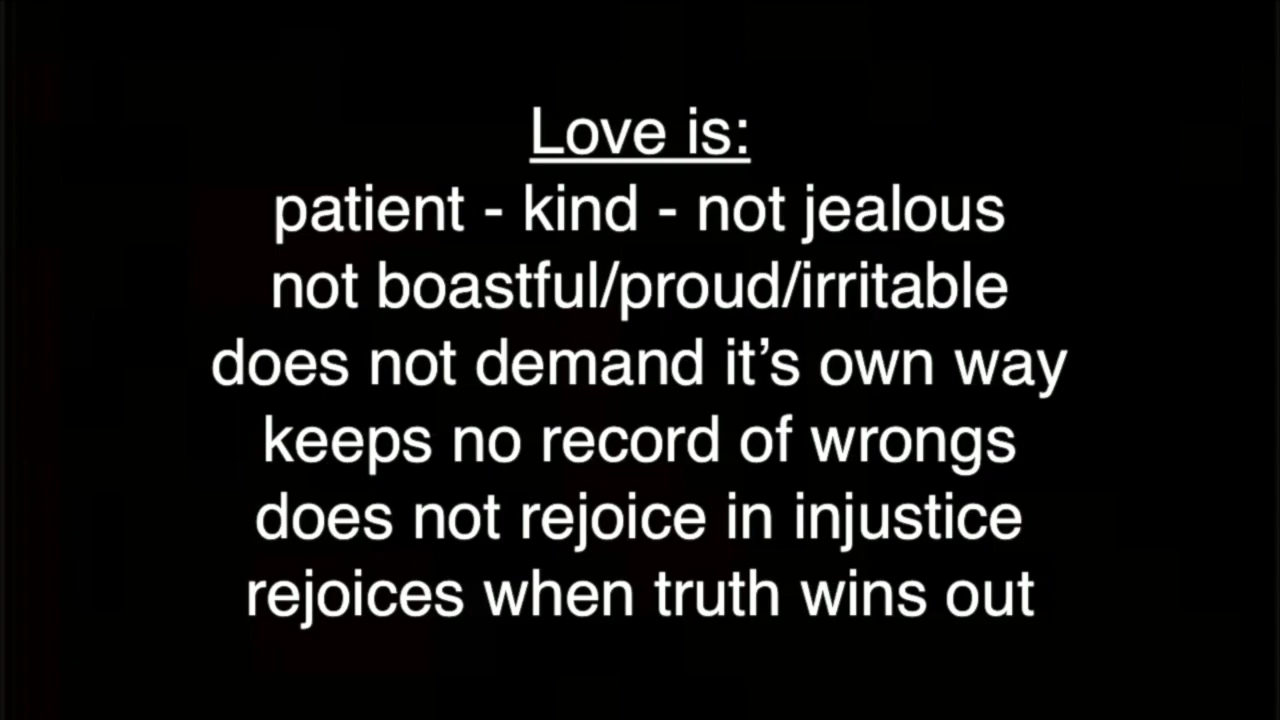 Love is:
patient - kind - not jealous
not boastful/proud/irritable
does not demand it’s own way
keeps no record of wrongs
does not rejoice in injustice
rejoices when truth wins out